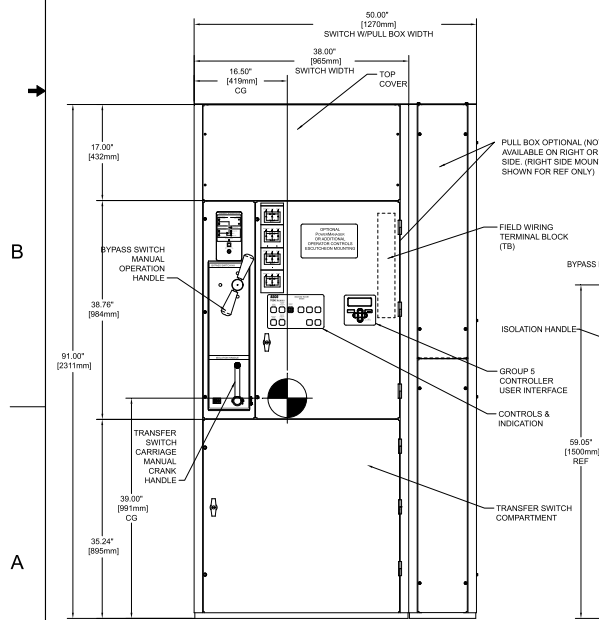 50.00"
[1270mm]
SWITCH W/PULL BOX WIDTH
38.00"
[965mm]
SWITCH WIDTH
16.50"
[419mm]
CG
TOP
COVER
17.00"
[432mm]
PULL BOX OPTIONAL (NOT
AVAILABLE ON RIGHT OR
SIDE. (RIGHT SIDE MOUN
SHOWN FOR REF ONLY)
B
OPTIONAL
POWERMANAGER
OR ADDITIONAL
OPERATOR CONTROLS
ESCUTCHEON MOUNTING
FIELD WIRING
TERMINAL BLOCK
(TB)
BYPASS SWITCH
MANUAL
OPERATION
HANDLE
BYPASS
38.76"
[984mm]
ISOLATION HANDLE
91.00"
[2311mm]
GROUP 5
CONTROLLER
USER INTERFACE
CONTROLS &
INDICATION
TRANSFER
SWITCH
CARRIAGE
MANUAL
CRANK
HANDLE
59.05"
[1500mm]
REF
39.00"
[991mm]
CG
TRANSFER SWITCH
COMPARTMENT
35.24"
[895mm]
A